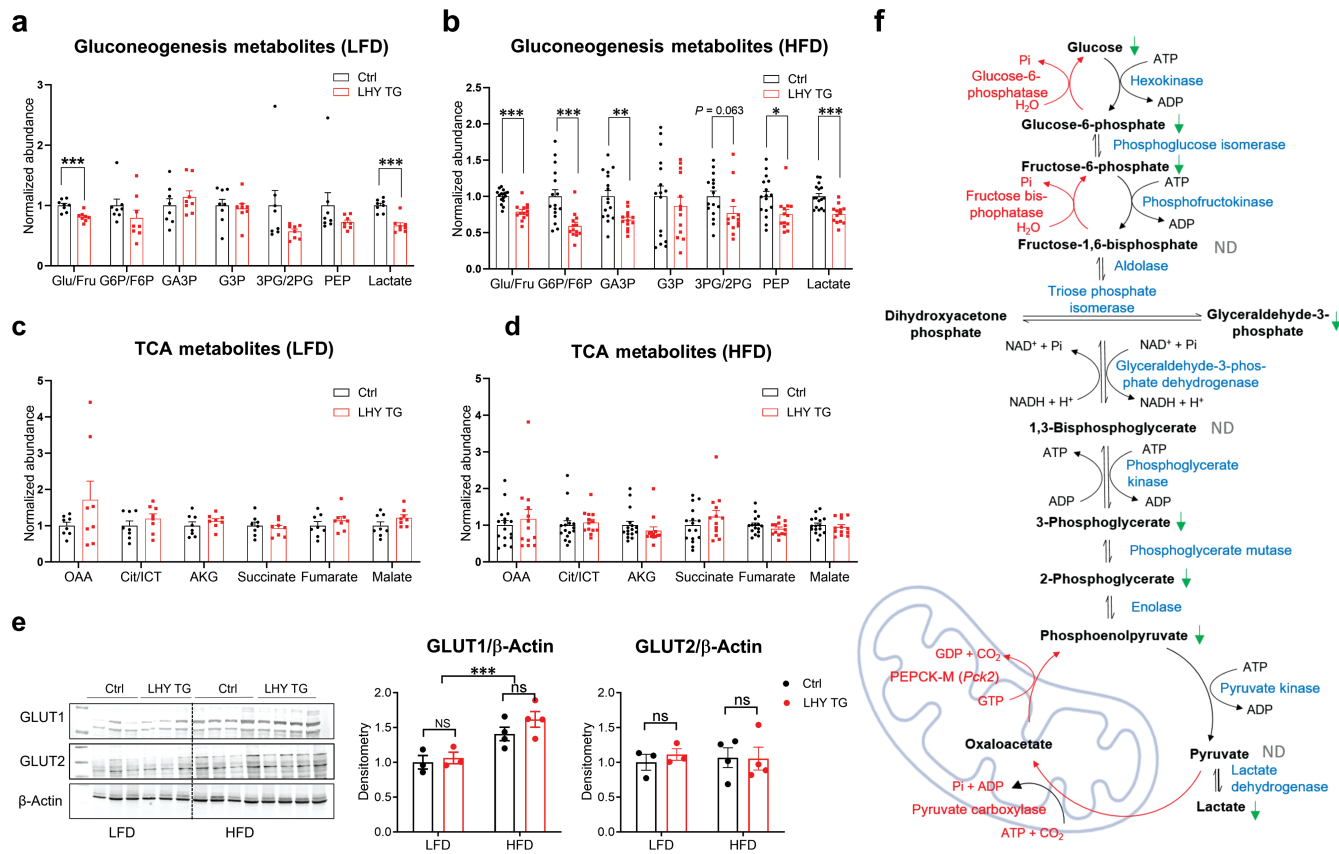 a
Gluconeogenesis metabolites (LFD)
Ctrl
LHY TG
Normalized abundance
3
2
1
0
***
***
Glu/Fru G6P/F6P GA3P G3P 3PG/2PG PEP Lactate
b
Gluconeogenesis metabolites (HFD)
Ctrl
LHY TG
Normalized abundance
2.5
2.0
1.5
1.0
0.5
0.0
*** *** ** P = 0.063 * ***
Glu/Fru G6P/F6P GA3P G3P 3PG/2PG PEP Lactate
c
TCA metabolites (LFD)
Ctrl
LHY TG
Normalized abundance
5
4
3
2
1
0
OAA Cit/ICT AKG Succinate Fumarate Malate
d
TCA metabolites (HFD)
Ctrl
LHY TG
Normalized abundance
5
4
3
2
1
0
OAA Cit/ICT AKG Succinate Fumarate Malate
e
Ctrl LHY TG Ctrl LHY TG
GLUT1
GLUT2
β-Actin
LFD HFD
GLUT1/β-Actin
Densitometry
2.0
1.5
1.0
0.5
0.0
***
NS
ns
LFD HFD
GLUT2/β-Actin
Densitometry
2.0
1.5
1.0
0.5
0.0
ns
ns
LFD HFD
Ctrl
LHY TG
f
Glucose
Pi
ATP
Glucose-6-
phosphatase
Hexokinase
H₂O
ADP
Glucose-6-phosphate
Phosphoglucose isomerase
Fructose-6-phosphate
Pi
ATP
Fructose bis-
phophatase
Phosphofructokinase
H₂O
ADP
Fructose-1,6-bisphosphate ND
Aldolase
Triose phosphate
isomerase
Dihydroxyacetone
phosphate
Glyceraldehyde-3-
phosphate
NAD⁺ + Pi
NAD⁺ + Pi
Glyceraldehyde-3-phos-
phate dehydrogenase
NADH + H⁺
NADH + H⁺
1,3-Bisphosphoglycerate ND
ATP
ATP
Phosphoglycerate
kinase
ADP
ADP
3-Phosphoglycerate
Phosphoglycerate mutase
2-Phosphoglycerate
Enolase
Phosphoenolpyruvate
GDP + CO₂
PEPCK-M (Pck2)
GTP
ATP
Pyruvate kinase
ADP
Oxaloacetate
Pyruvate ND
Pi + ADP
Pyruvate carboxylase
ATP + CO₂
Lactate
dehydrogenase
Lactate